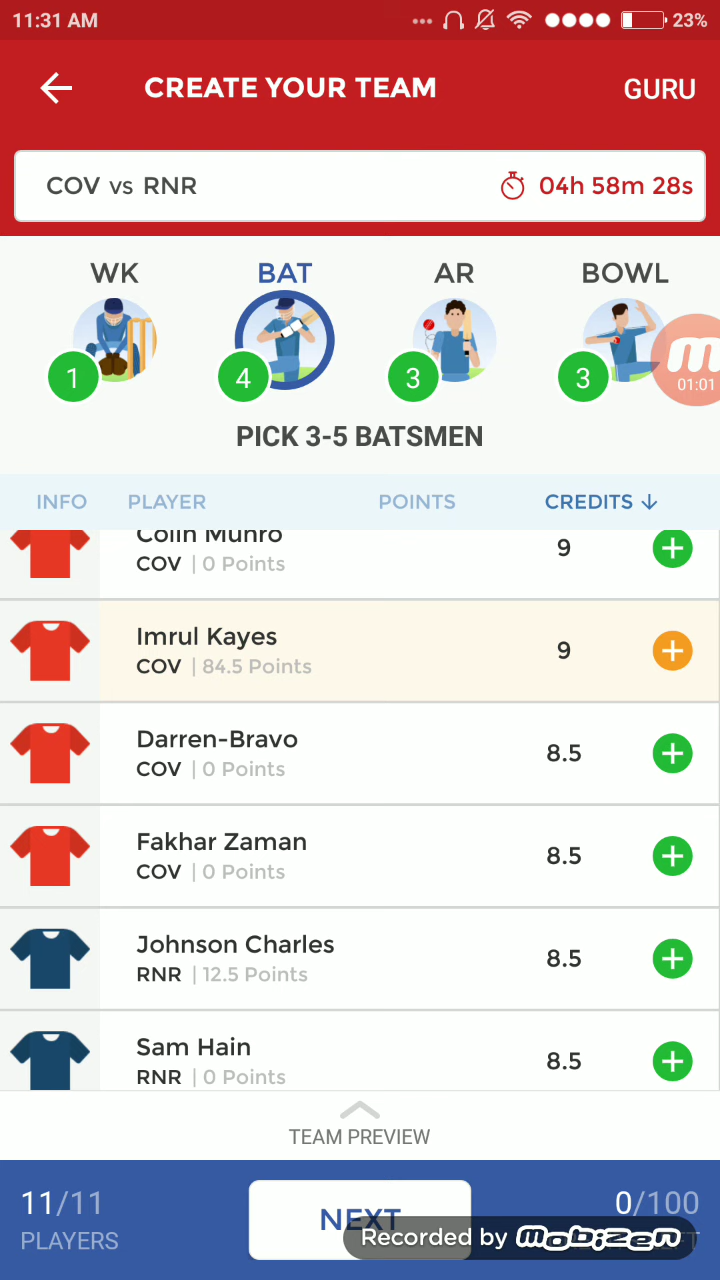 11:31 AM
23%
CREATE YOUR TEAM
GURU
COV vs RNR
04h 58m 28s
WK
BAT
AR
BOWL
1
4
3
3
m
01:01
PICK 3-5 BATSMEN
INFO
PLAYER
POINTS
CREDITS
Colin Munro
COV | 0 Points
9
Imrul Kayes
COV | 84.5 Points
9
Darren-Bravo
COV | 0 Points
8.5
Fakhar Zaman
COV | 0 Points
8.5
Johnson Charles
RNR | 12.5 Points
8.5
Sam Hain
RNR | 0 Points
8.5
TEAM PREVIEW
11/11
PLAYERS
NEXT
0/100
Recorded by mobizen